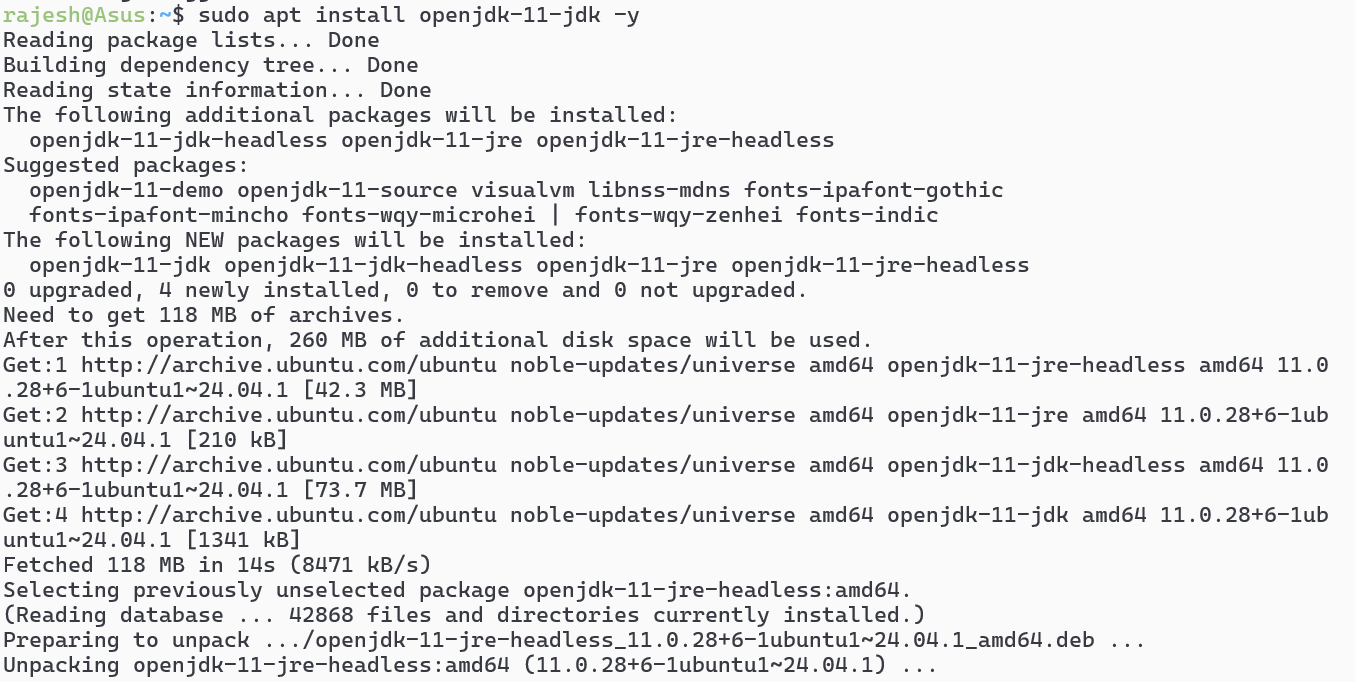 rajesh@Asus:~$ sudo apt install openjdk-11-jdk -y
Reading package lists... Done
Building dependency tree... Done
Reading state information... Done
The following additional packages will be installed:
  openjdk-11-jdk-headless openjdk-11-jre openjdk-11-jre-headless
Suggested packages:
  openjdk-11-demo openjdk-11-source visualvm libnss-mdns fonts-ipafont-gothic
  fonts-ipafont-mincho fonts-wqy-microhei | fonts-wqy-zenhei fonts-indic
The following NEW packages will be installed:
  openjdk-11-jdk openjdk-11-jdk-headless openjdk-11-jre openjdk-11-jre-headless
0 upgraded, 4 newly installed, 0 to remove and 0 not upgraded.
Need to get 118 MB of archives.
After this operation, 260 MB of additional disk space will be used.
Get:1 http://archive.ubuntu.com/ubuntu noble-updates/universe amd64 openjdk-11-jre-headless amd64 11.0
.28+6-1ubuntu1~24.04.1 [42.3 MB]
Get:2 http://archive.ubuntu.com/ubuntu noble-updates/universe amd64 openjdk-11-jre amd64 11.0.28+6-1ub
untu1~24.04.1 [210 kB]
Get:3 http://archive.ubuntu.com/ubuntu noble-updates/universe amd64 openjdk-11-jdk-headless amd64 11.0
.28+6-1ubuntu1~24.04.1 [73.7 MB]
Get:4 http://archive.ubuntu.com/ubuntu noble-updates/universe amd64 openjdk-11-jdk amd64 11.0.28+6-1ub
untu1~24.04.1 [1341 kB]
Fetched 118 MB in 14s (8471 kB/s)
Selecting previously unselected package openjdk-11-jre-headless:amd64.
(Reading database ... 42868 files and directories currently installed.)
Preparing to unpack .../openjdk-11-jre-headless_11.0.28+6-1ubuntu1~24.04.1_amd64.deb ...
Unpacking openjdk-11-jre-headless:amd64 (11.0.28+6-1ubuntu1~24.04.1) ...